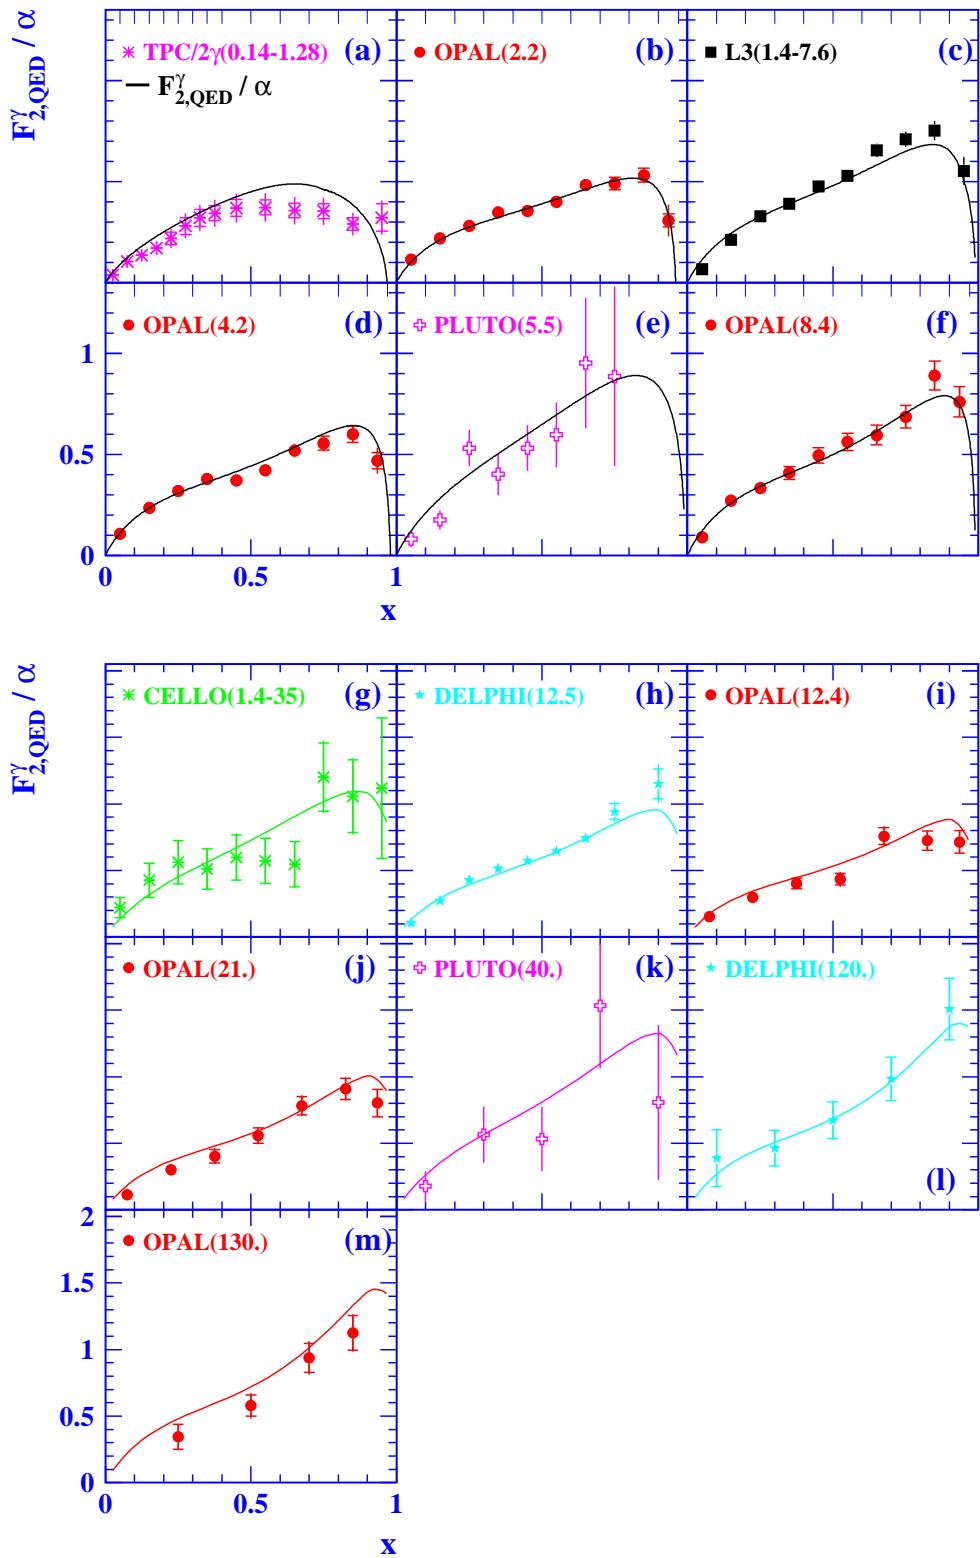 F^γ_2,QED / α
TPC/2γ(0.14-1.28) (a)
F^γ_2,QED / α
OPAL(2.2) (b)
L3(1.4-7.6) (c)
OPAL(4.2) (d)
PLUTO(5.5) (e)
OPAL(8.4) (f)
1
0.5
0
0 0.5 1
x
F^γ_2,QED / α
CELLO(1.4-35) (g)
DELPHI(12.5) (h)
OPAL(12.4) (i)
OPAL(21.) (j)
PLUTO(40.) (k)
DELPHI(120.)
(l)
2
OPAL(130.) (m)
1.5
1
0.5
0
0 0.5 1
x